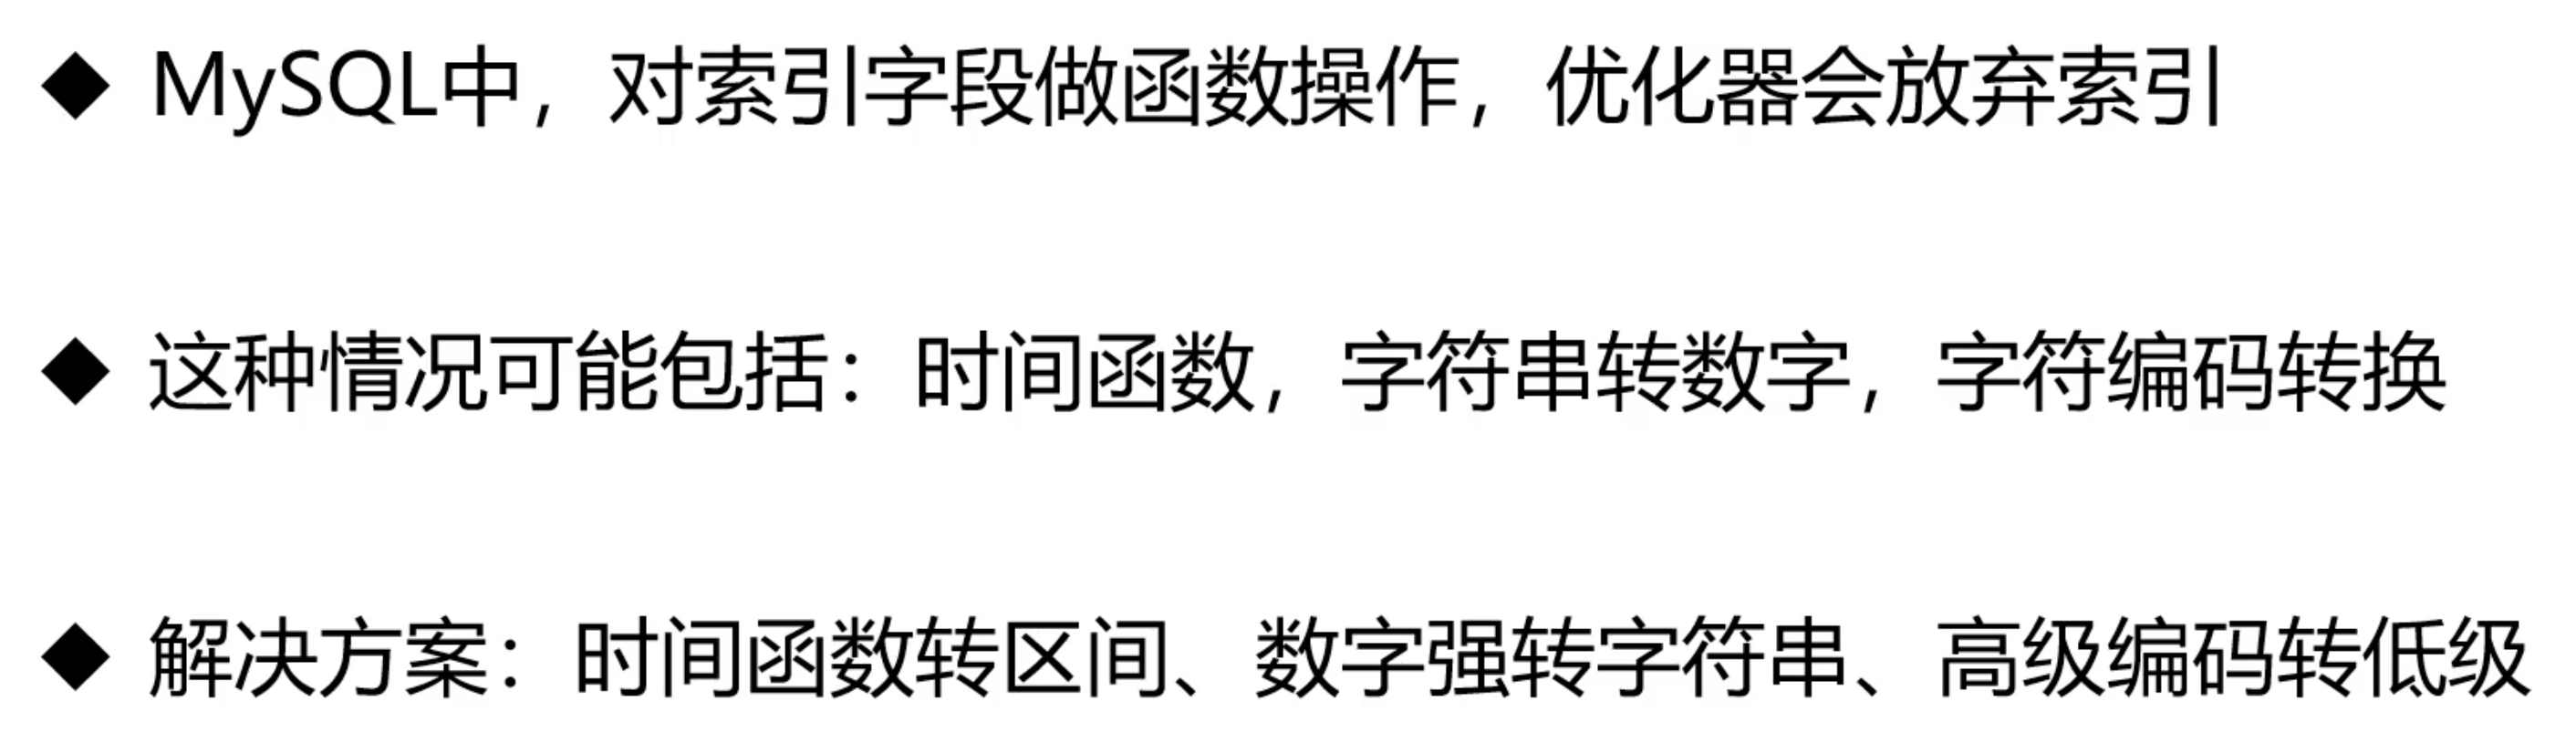 ◆ MySQL中，对索引字段做函数操作，优化器会放弃索引
◆ 这种情况可能包括：时间函数，字符串转数字，字符编码转换
◆ 解决方案：时间函数转区间、数字强转字符串、高级编码转低级